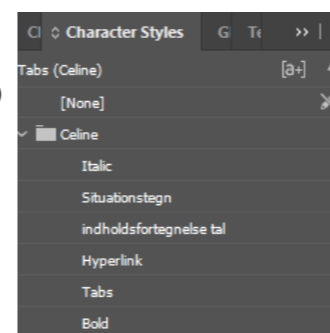 Cl Character Styles G Te
Tabs (Celine) [a+]
[None]
Celine
Italic
Situationstegn
indholdsfortegnelse tal
Hyperlink
Tabs
Bold